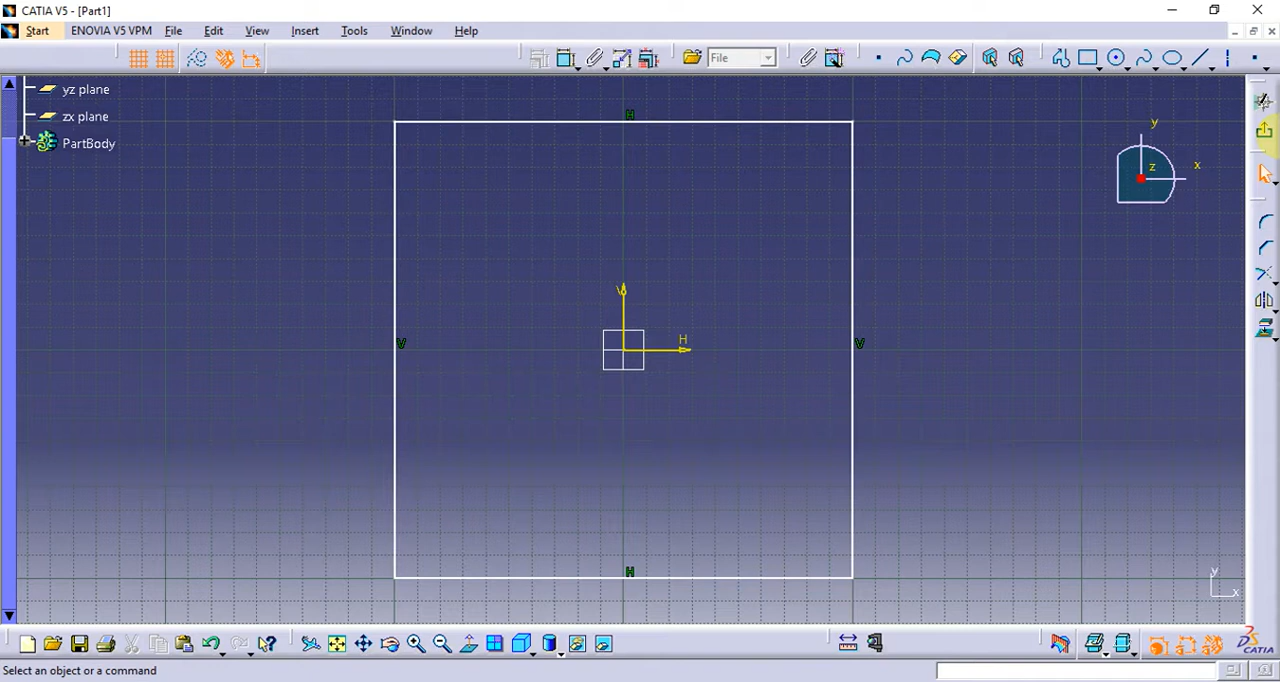 CATIA V5 - [Part1]
Start ENOVIA V5 VPM File Edit View Insert Tools Window Help
File
yz plane
zx plane
PartBody
H
y
x
z
V
H
V
V
H
y
x
CATIA
Select an object or a command